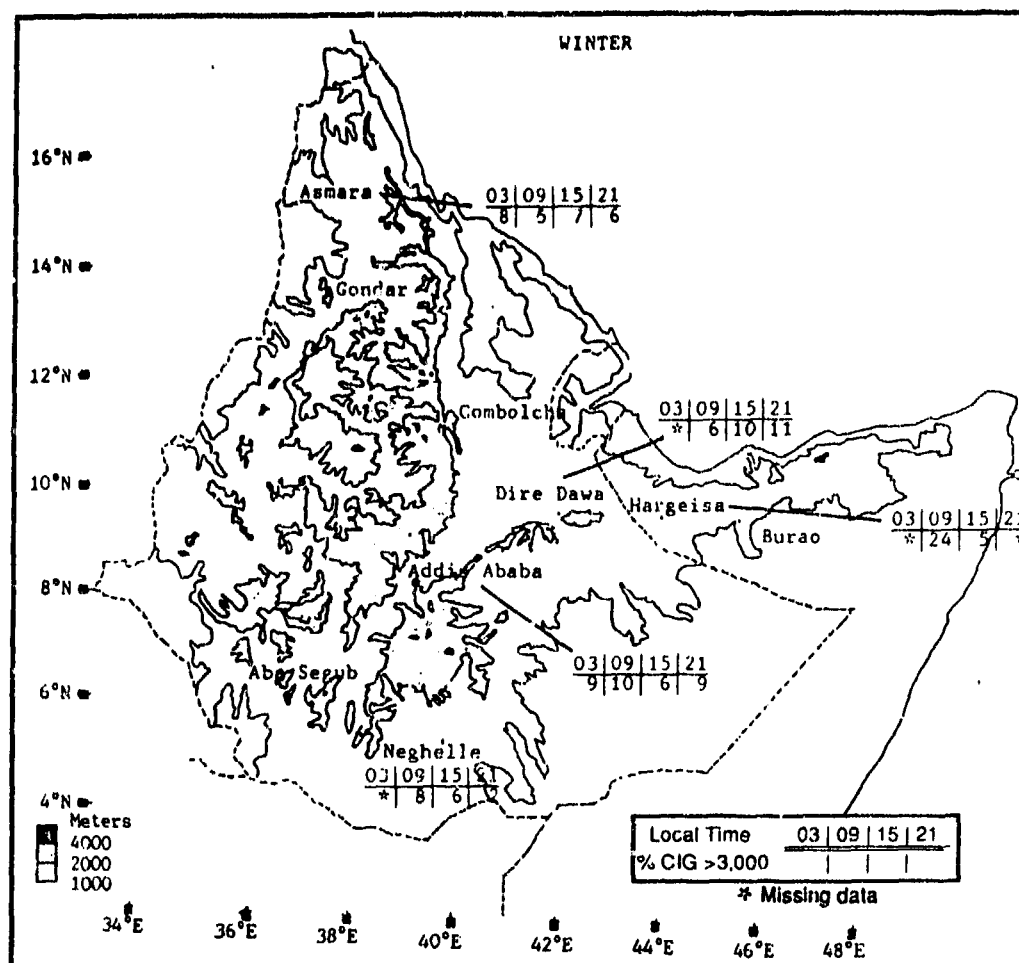 WINTER
16°N
Asmara
03 | 09 | 15 | 21
8 | 5 | 7 | 6
14°N
Gondar
12°N
Combolcha
03 | 09 | 15 | 21
* | 6 | 10 | 11
10°N
Dire Dawa
Hargeisa
Burao
03 | 09 | 15 | 21
* | 24 | 5 | *
8°N
Addis Ababa
03 | 09 | 15 | 21
9 | 10 | 6 | 9
6°N
Neghelle
03 | 09 | 15 | 21
* | 8 | 6
4°N
Meters
4000
2000
1000
Local Time 03 | 09 | 15 | 21
% CIG >3,000
* Missing data
34°E 36°E 38°E 40°E 42°E 44°E 46°E 48°E